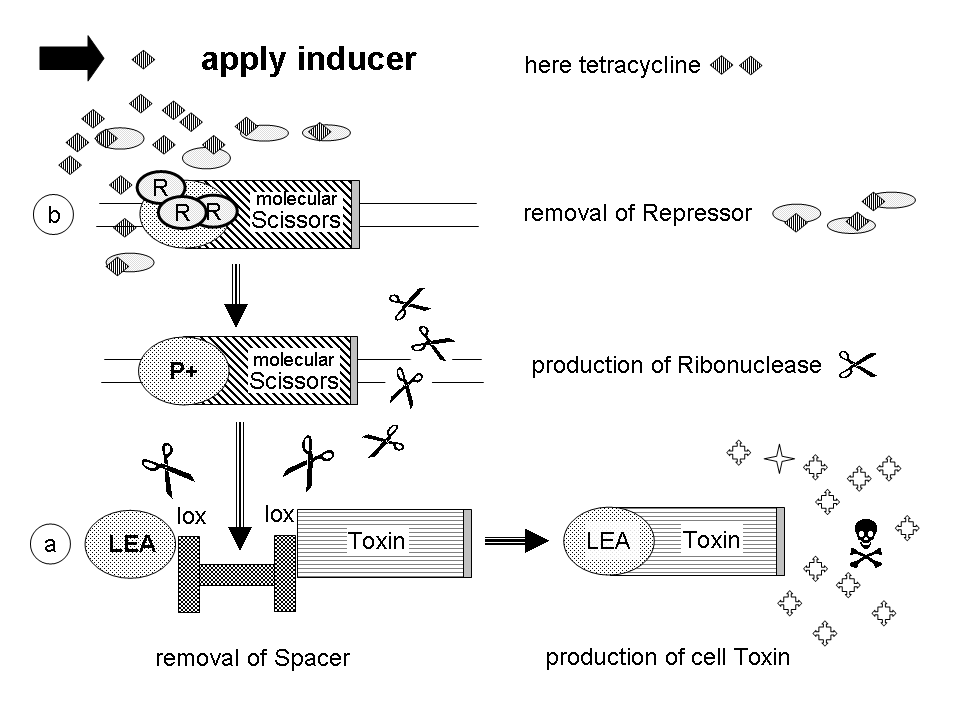 apply inducer
here tetracycline
R
R
R
molecular
Scissors
b
removal of Repressor
P+
molecular
Scissors
production of Ribonuclease
lox
lox
a
LEA
Toxin
LEA
Toxin
removal of Spacer
production of cell Toxin